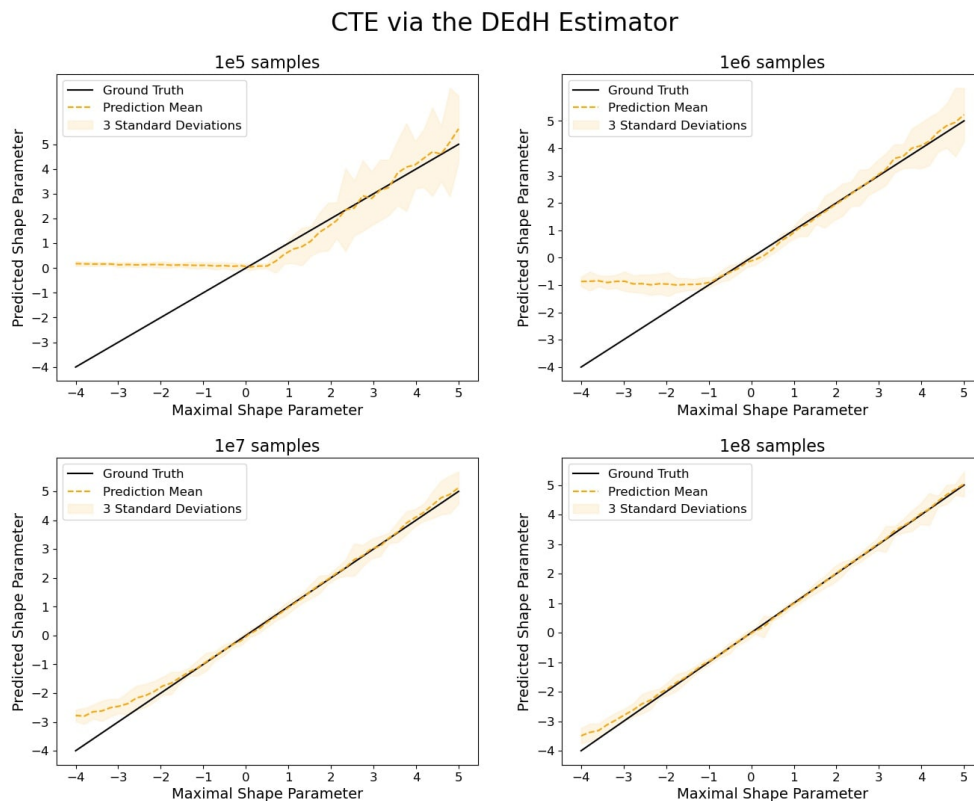 CTE via the DEdH Estimator
1e5 samples
Ground Truth
Prediction Mean
3 Standard Deviations
5
4
3
2
1
0
−1
−2
−3
−4
Predicted Shape Parameter
−4 −3 −2 −1 0 1 2 3 4 5
Maximal Shape Parameter
1e6 samples
Ground Truth
Prediction Mean
3 Standard Deviations
5
4
3
2
1
0
−1
−2
−3
−4
Predicted Shape Parameter
−4 −3 −2 −1 0 1 2 3 4 5
Maximal Shape Parameter
1e7 samples
Ground Truth
Prediction Mean
3 Standard Deviations
5
4
3
2
1
0
−1
−2
−3
−4
Predicted Shape Parameter
−4 −3 −2 −1 0 1 2 3 4 5
Maximal Shape Parameter
1e8 samples
Ground Truth
Prediction Mean
3 Standard Deviations
5
4
3
2
1
0
−1
−2
−3
−4
Predicted Shape Parameter
−4 −3 −2 −1 0 1 2 3 4 5
Maximal Shape Parameter